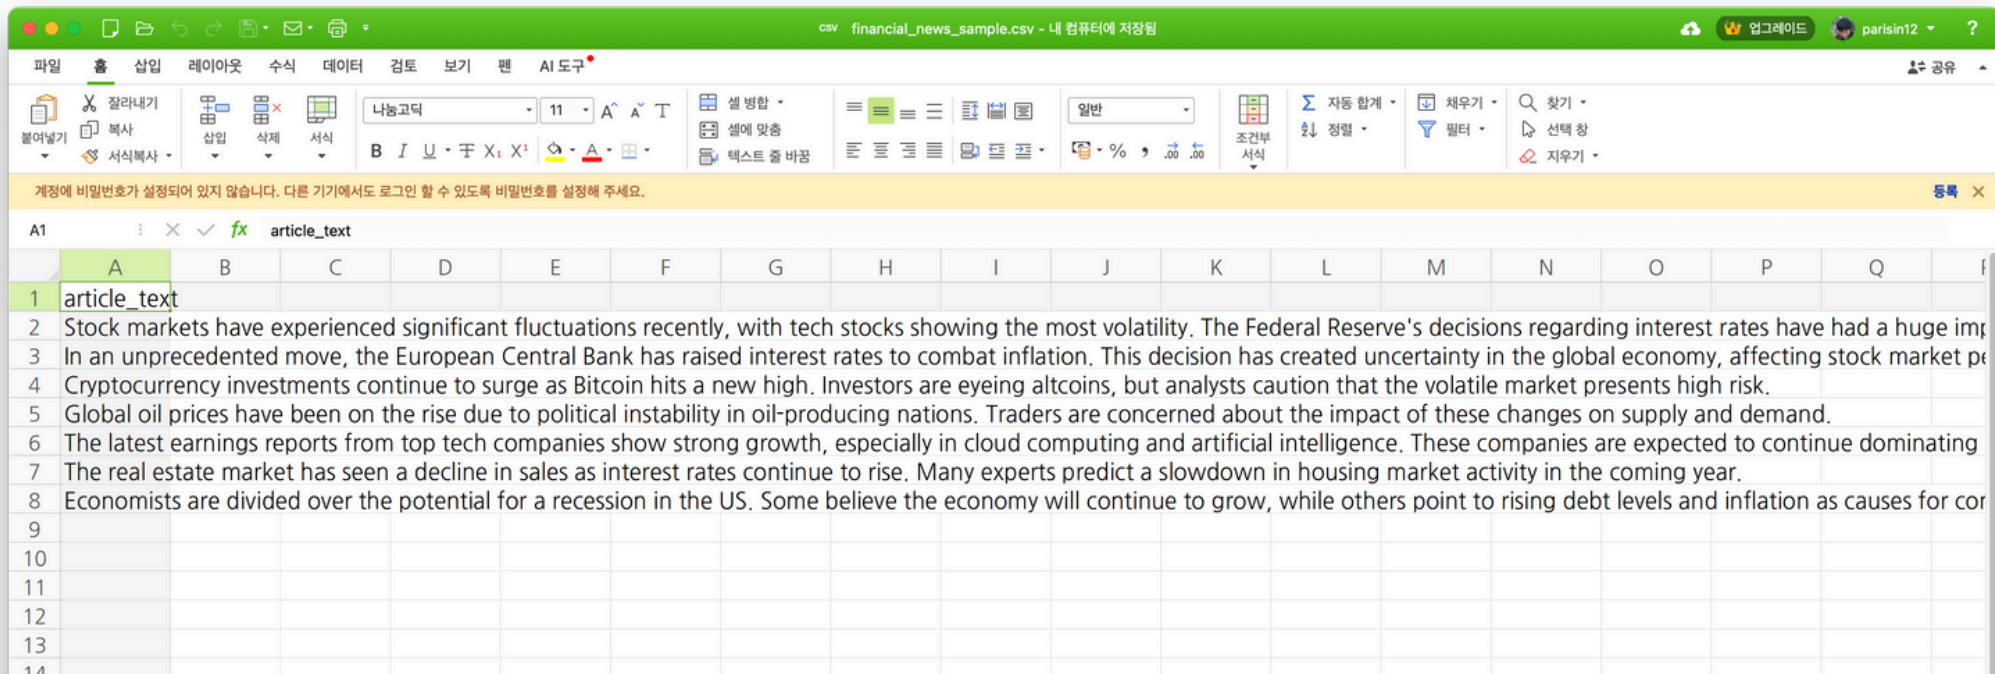 csv financial_news_sample.csv - 내 컴퓨터에 저장됨
업그레이드 parisin12 ?
파일 홈 삽입 레이아웃 수식 데이터 검토 보기 펜 AI 도구 공유
붙여넣기 잘라내기 복사 서식복사
삽입 삭제 서식
나눔고딕 11
B I U
셀 병합
셀에 맞춤
텍스트 줄 바꿈
일반
조건부 서식
자동 합계
정렬
채우기
필터
찾기
선택 창
지우기
계정에 비밀번호가 설정되어 있지 않습니다. 다른 기기에서도 로그인 할 수 있도록 비밀번호를 설정해 주세요. 등록
A1 fx article_text
A B C D E F G H I J K L M N O P Q
1 article_text
2 Stock markets have experienced significant fluctuations recently, with tech stocks showing the most volatility. The Federal Reserve's decisions regarding interest rates have had a huge
3 In an unprecedented move, the European Central Bank has raised interest rates to combat inflation. This decision has created uncertainty in the global economy, affecting stock market
4 Cryptocurrency investments continue to surge as Bitcoin hits a new high. Investors are eyeing altcoins, but analysts caution that the volatile market presents high risk.
5 Global oil prices have been on the rise due to political instability in oil-producing nations. Traders are concerned about the impact of these changes on supply and demand.
6 The latest earnings reports from top tech companies show strong growth, especially in cloud computing and artificial intelligence. These companies are expected to continue dominating
7 The real estate market has seen a decline in sales as interest rates continue to rise. Many experts predict a slowdown in housing market activity in the coming year.
8 Economists are divided over the potential for a recession in the US. Some believe the economy will continue to grow, while others point to rising debt levels and inflation as causes for
9
10
11
12
13